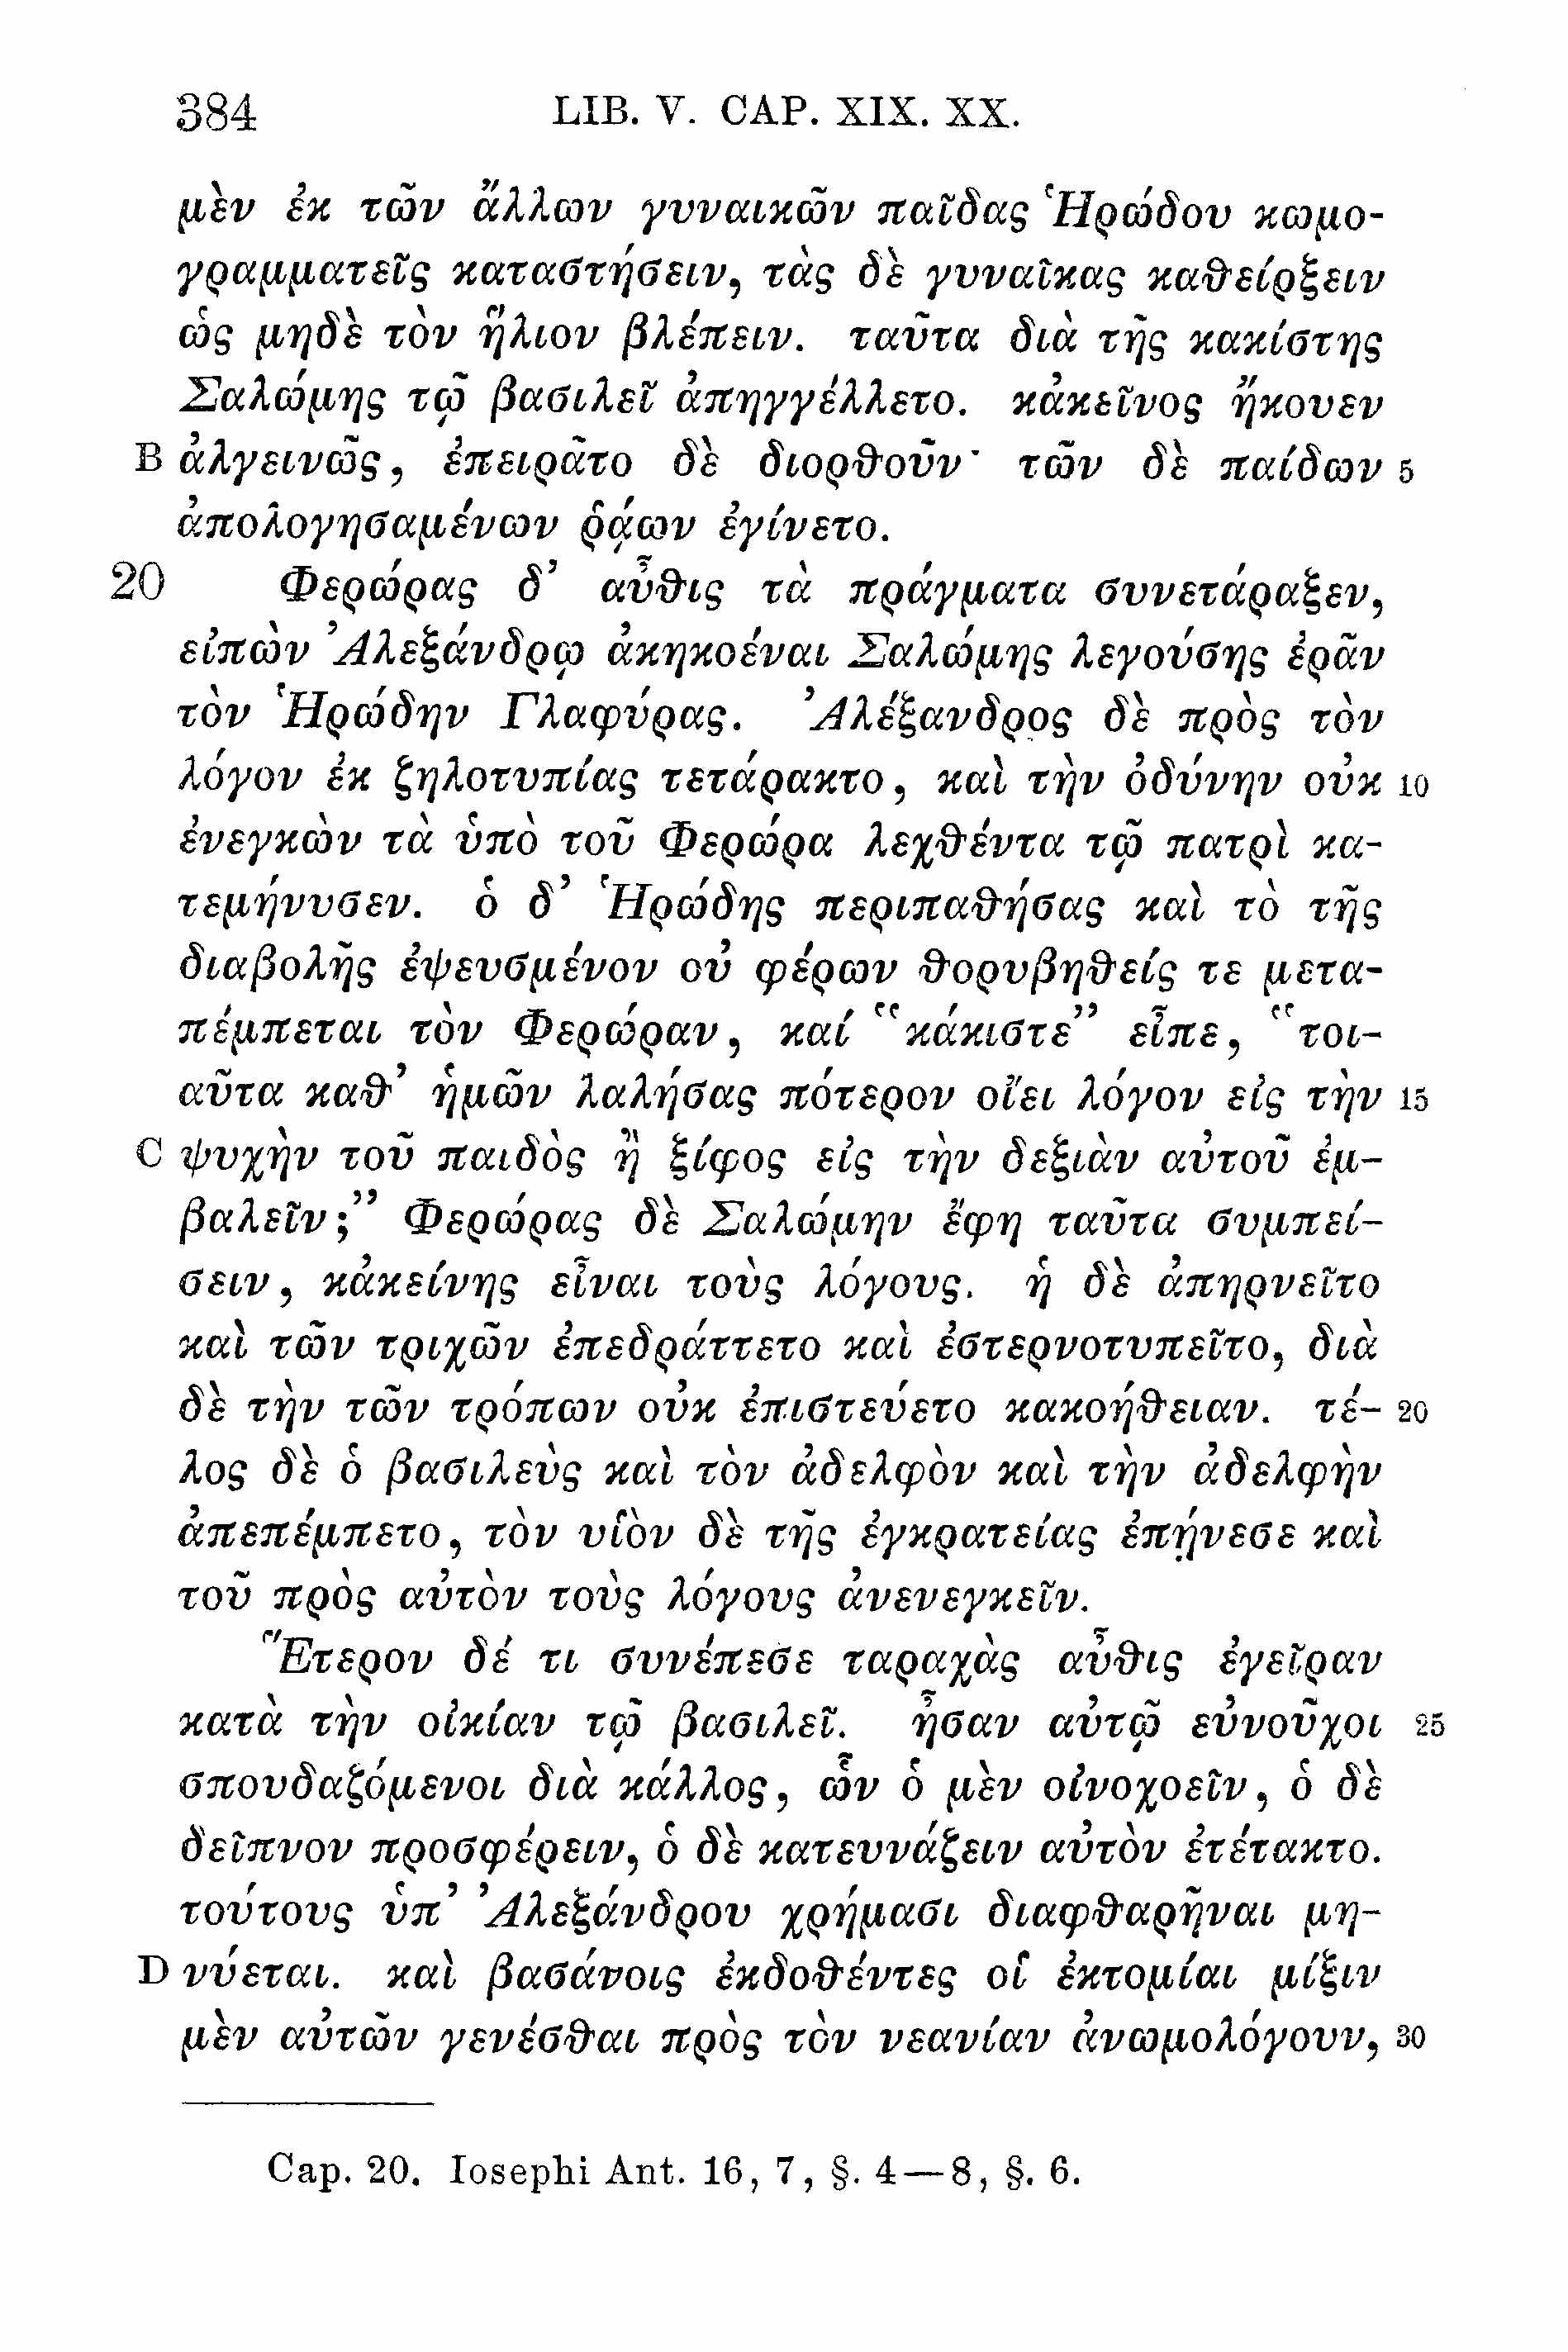 384 LIB. V. CAP. XIX. XX.
μὲν ἐκ τῶν ἄλλων γυναικῶν παῖδας Ἡρώδου κωμο-
γραμματεῖς καταστήσειν, τὰς δὲ γυναῖκας καθείρξειν
ὡς μηδὲ τὸν ἥλιον βλέπειν. ταῦτα διὰ τῆς κακίστης
Σαλώμης τῷ βασιλεῖ ἀπηγγέλλετο. κἀκεῖνος ἤκουεν
B ἀλγεινῶς, ἐπειρᾶτο δὲ διορθοῦν· τῶν δὲ παίδων 5
ἀπολογησαμένων ῥᾴων ἐγίνετο.
20 Φερώρας δ’ αὖθις τὰ πράγματα συνετάραξεν,
εἰπὼν Ἀλεξάνδρῳ ἀκηκοέναι Σαλώμης λεγούσης ἐρᾶν
τὸν Ἡρώδην Γλαφύρας. Ἀλέξανδρος δὲ πρὸς τὸν
λόγον ἐκ ζηλοτυπίας τετάρακτο, καὶ τὴν ὀδύνην οὐκ 10
ἐνεγκὼν τὰ ὑπὸ τοῦ Φερώρα λεχθέντα τῷ πατρὶ κα-
τεμήνυσεν. ὁ δ’ Ἡρώδης περιπαθήσας καὶ τὸ τῆς
διαβολῆς ἐψευσμένον οὐ φέρων θορυβηθείς τε μετα-
πέμπεται τὸν Φερώραν, καί “κάκιστε” εἶπε, “τοι-
αῦτα καθ’ ἡμῶν λαλήσας πότερον οἴει λόγον εἰς τὴν 15
C ψυχὴν τοῦ παιδὸς ἢ ξίφος εἰς τὴν δεξιὰν αὐτοῦ ἐμ-
βαλεῖν;” Φερώρας δὲ Σαλώμην ἔφη ταῦτα συμπεί-
σειν, κἀκείνης εἶναι τοὺς λόγους. ἡ δὲ ἀπηρνεῖτο
καὶ τῶν τριχῶν ἐπεδράττετο καὶ ἐστερνοτυπεῖτο, διὰ
δὲ τὴν τῶν τρόπων οὐκ ἐπιστεύετο κακοήθειαν. τέ- 20
λος δὲ ὁ βασιλεὺς καὶ τὸν ἀδελφὸν καὶ τὴν ἀδελφὴν
ἀπεπέμπετο, τὸν υἱὸν δὲ τῆς ἐγκρατείας ἐπῄνεσε καὶ
τοῦ πρὸς αὐτὸν τοὺς λόγους ἀνενεγκεῖν.
Ἕτερον δέ τι συνέπεσε ταραχὰς αὖθις ἐγεῖραν
κατὰ τὴν οἰκίαν τῷ βασιλεῖ. ἦσαν αὐτῷ εὐνοῦχοι 25
σπουδαζόμενοι διὰ κάλλος, ὧν ὁ μὲν οἰνοχοεῖν, ὁ δὲ
δεῖπνον προσφέρειν, ὁ δὲ κατευνάζειν αὐτὸν ἐτέτακτο.
τούτους ὑπ’ Ἀλεξάνδρου χρήμασι διαφθαρῆναι μη-
D νύεται. καὶ βασάνοις ἐκδοθέντες οἱ ἐκτομίαι μίξιν
μὲν αὐτῶν γενέσθαι πρὸς τὸν νεανίαν ἀνωμολόγουν, 30
Cap. 20. Iosephi Ant. 16, 7, §. 4—8, §. 6.